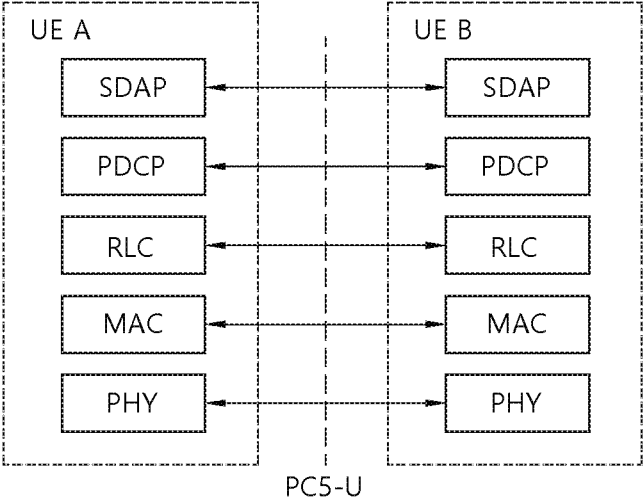 UE A
UE B
SDAP
SDAP
PDCP
PDCP
RLC
RLC
MAC
MAC
PHY
PHY
PC5-U